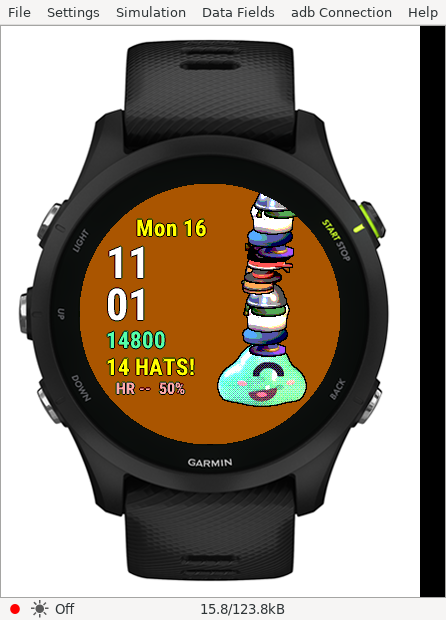 File Settings Simulation Data Fields adb Connection Help
LIGHT
START STOP
Mon 16
11
UP
01
14800
14 HATS!
HR -- 50%
DOWN
BACK
GARMIN
Off 15.8/123.8kB